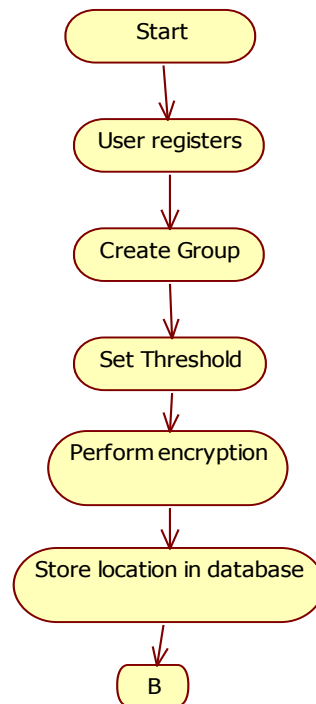 Start
User registers
Create Group
Set Threshold
Perform encryption
Store location in database
B